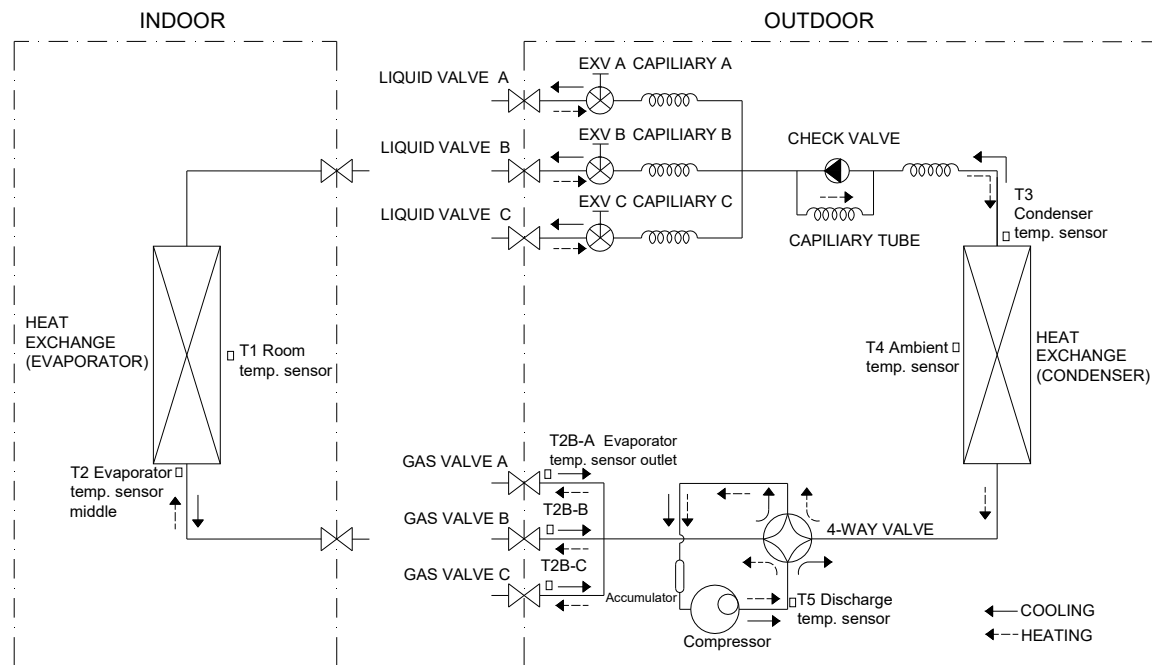 INDOOR
OUTDOOR
LIQUID VALVE A
EXV A CAPILIARY A
LIQUID VALVE B
EXV B CAPILIARY B
CHECK VALVE
LIQUID VALVE C
EXV C CAPILIARY C
CAPILIARY TUBE
T3
Condenser
temp. sensor
HEAT
EXCHANGE
(EVAPORATOR)
T1 Room
temp. sensor
T4 Ambient
temp. sensor
HEAT
EXCHANGE
(CONDENSER)
T2 Evaporator
temp. sensor
middle
GAS VALVE A
T2B-A Evaporator
temp. sensor outlet
GAS VALVE B
T2B-B
4-WAY VALVE
GAS VALVE C
T2B-C
Accumulator
Compressor
T5 Discharge
temp. sensor
COOLING
HEATING